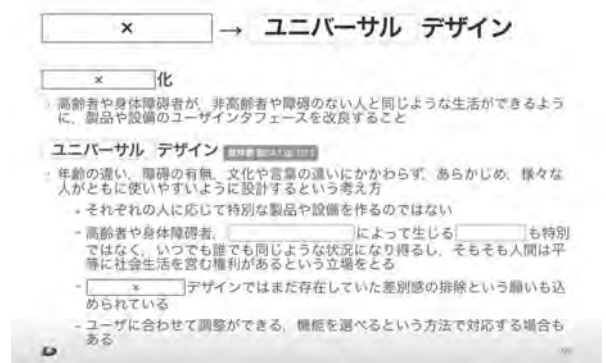 × → ユニバーサル デザイン
× 化
高齢者や身体障碍者が，非高齢者や障碍のない人と同じような生活ができるよう
に，製品や設備のユーザインタフェースを改良すること
ユニバーサル デザイン
年齢の違い，障碍の有無，文化や言葉の違いにかかわらず，あらかじめ，様々な
人がともに使いやすいように設計するという考え方
- それぞれの人に応じて特別な製品や設備を作るのではない
- 高齢者や身体障碍者， によって生じる も特別
ではなく，いつでも誰でも同じような状況になり得るし，そもそも人間は平
等に社会生活を営む権利があるという立場をとる
- × デザインではまだ存在していた差別感の排除という願いも込
められている
- ユーザに合わせて調整ができる，機能を選べるという方法で対応する場合も
ある